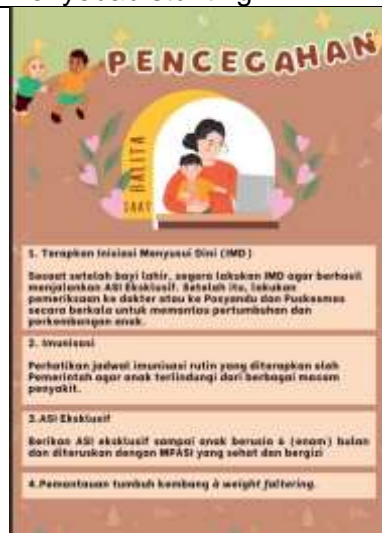 PENCEGAHAN
SAAT BALITA
1. Terapkan Inisiasi Menyusui Dini (IMD)
Sesaat setelah bayi lahir, segera lakukan IMD agar berhasil
menjalankan ASI Eksklusif. Setelah itu, lakukan
pemeriksaan ke dokter atau ke Posyandu dan Puskesmas
secara berkala untuk memantau pertumbuhan dan
perkembangan anak.
2. Imunisasi
Perhatikan jadwal imunisasi rutin yang diterapkan oleh
Pemerintah agar anak terlindungi dari berbagai macam
penyakit.
3.ASI Eksklusif
Berikan ASI eksklusif sampai anak berusia 6 (enam) bulan
dan diteruskan dengan MPASI yang sehat dan bergizi
4.Pemantauan tumbuh kembang à weight faltering.